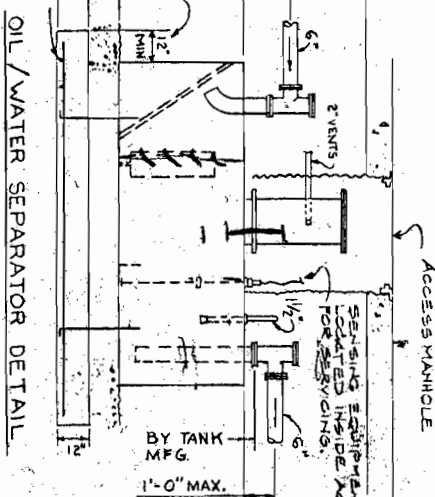 12"
MIN
6"
2" VENTS
ACCESS MANHOLE
SENSING EQUIPME
LOCATED INSIDE A
FOR SERVICING.
1½"
6"
BY TANK
MFG.
1'-0" MAX.
12"
OIL / WATER SEPARATOR DETAIL